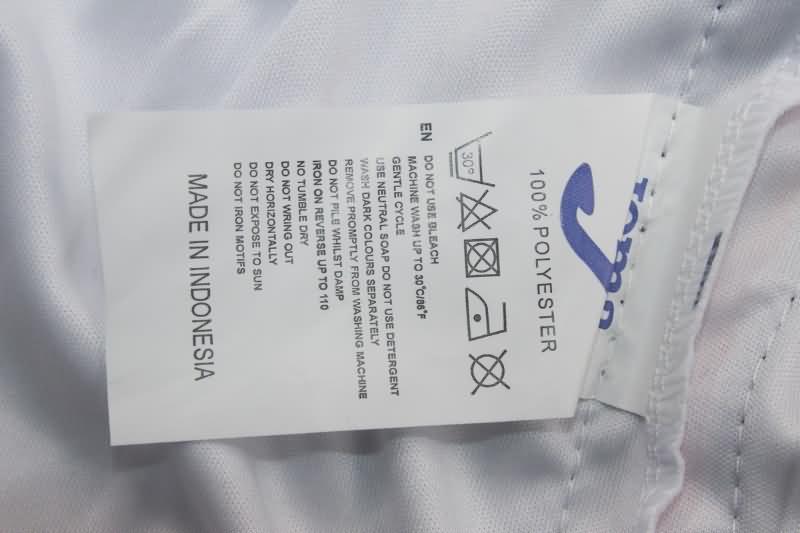 Joma
100% POLYESTER
30°
EN DO NOT USE BLEACH
MACHINE WASH UP TO 30°C/86°F
GENTLE CYCLE
USE NEUTRAL SOAP DO NOT USE DETERGENT
WASH DARK COLOURS SEPARATELY
REMOVE PROMPTLY FROM WASHING MACHINE
DO NOT PILE WHILST DAMP
IRON ON REVERSE UP TO 110
NO TUMBLE DRY
DO NOT WRING OUT
DRY HORIZONTALLY
DO NOT EXPOSE TO SUN
DO NOT IRON MOTIFS
MADE IN INDONESIA